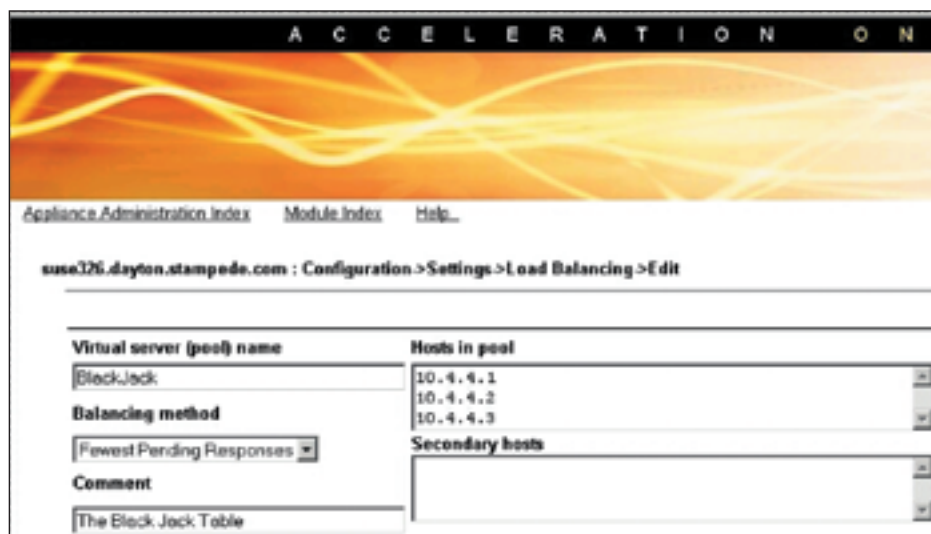 ACCELERATION ON
Appliance Administration Index Module Index Help..
suse326.dayton.stampede.com : Configuration->Settings->Load Balancing->Edit
Virtual server (pool) name
BlackJack
Balancing method
Fewest Pending Responses
Comment
The Black Jack Table
Hosts in pool
10.4.4.1
10.4.4.2
10.4.4.3
Secondary hosts